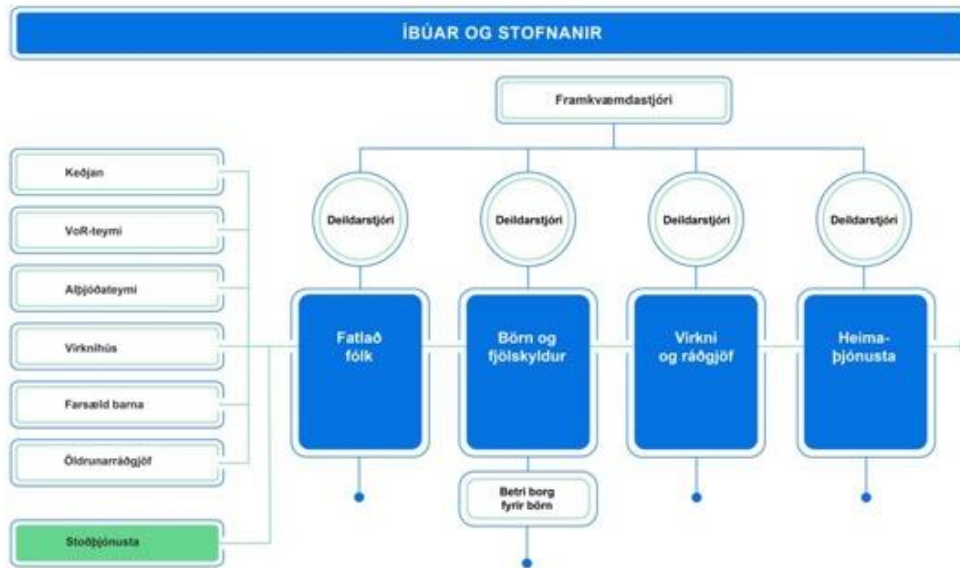 ÍBÚAR OG STOFNANIR
Framkvæmdastjóri
Keðjan
VoR-teymi
Alþjóðateymi
Virknihús
Farsæld barna
Öldrunarráðgjöf
Stoðþjónusta
Deildarstjóri
Deildarstjóri
Deildarstjóri
Deildarstjóri
Fatlað
fólk
Börn og
fjölskyldur
Virkni
og ráðgjöf
Heima-
þjónusta
Betri borg
fyrir börn